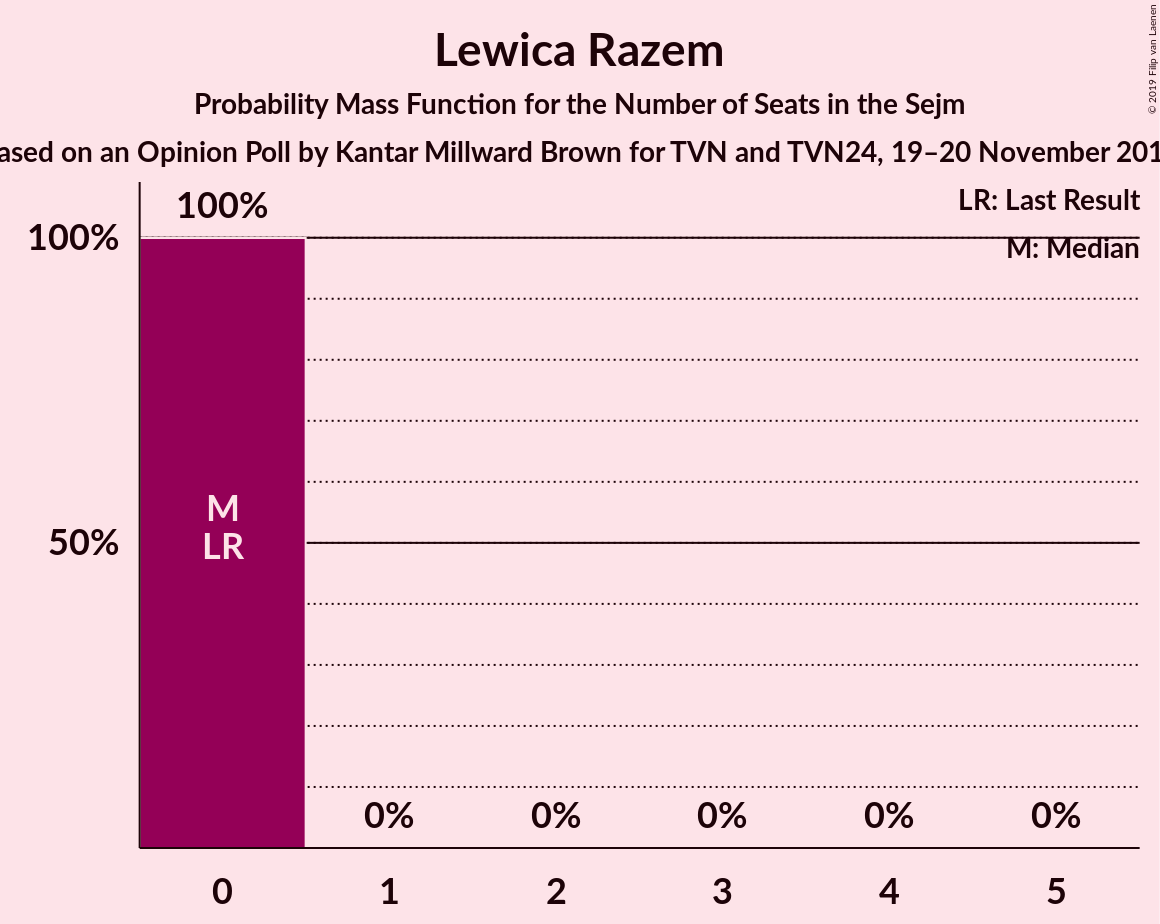 Lewica Razem
Probability Mass Function for the Number of Seats in the Sejm
ased on an Opinion Poll by Kantar Millward Brown for TVN and TVN24, 19–20 November 201
© 2019 Filip van Laenen
LR: Last Result
M: Median
100%
100%
50%
M
LR
0%
0%
0%
0%
0%
0
1
2
3
4
5